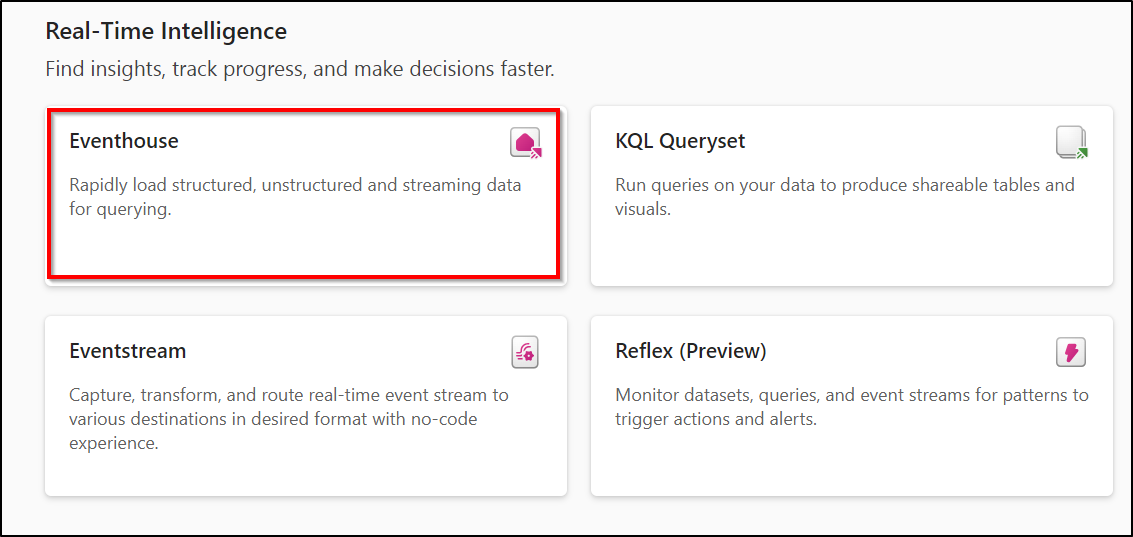 Real-Time Intelligence
Find insights, track progress, and make decisions faster.
Eventhouse
Rapidly load structured, unstructured and streaming data
for querying.
KQL Queryset
Run queries on your data to produce shareable tables and
visuals.
Eventstream
Capture, transform, and route real-time event stream to
various destinations in desired format with no-code
experience.
Reflex (Preview)
Monitor datasets, queries, and event streams for patterns to
trigger actions and alerts.